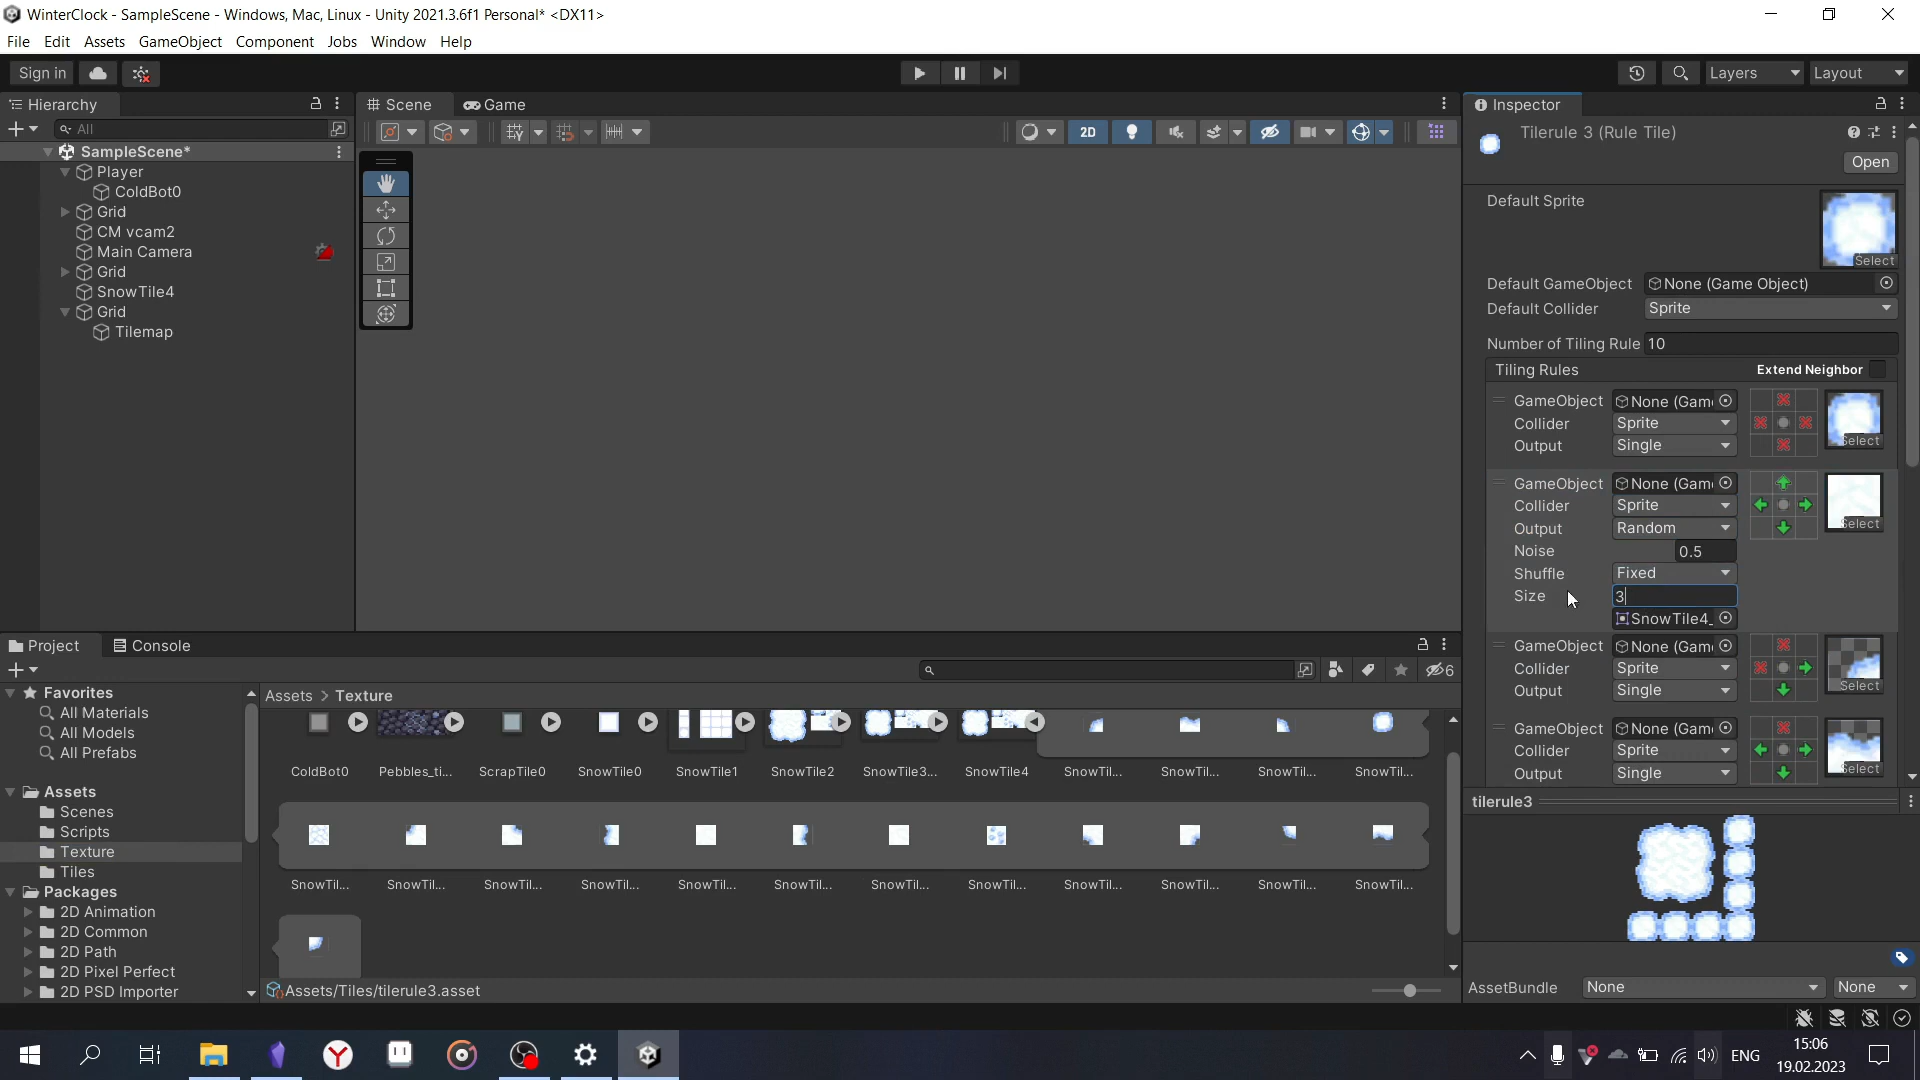 WinterClock - SampleScene - Windows, Mac, Linux - Unity 2021.3.6f1 Personal* <DX11>
File Edit Assets GameObject Component Jobs Window Help
Sign in
Layers
Layout
Hierarchy
All
SampleScene*
Player
ColdBot0
Grid
CM vcam2
Main Camera
Grid
SnowTile4
Grid
Tilemap
Scene
Game
2D
Inspector
Tilerule 3 (Rule Tile)
Open
Default Sprite
Select
Default GameObject None (Game Object)
Default Collider Sprite
Number of Tiling Rule 10
Tiling Rules Extend Neighbor
GameObject None (Gam
Collider Sprite
Output Single
Select
GameObject None (Gam
Collider Sprite
Output Random
Select
Noise 0.5
Shuffle Fixed
Size 3
SnowTile4_
GameObject None (Gam
Collider Sprite
Output Single
Select
GameObject None (Gam
Collider Sprite
Output Single
Select
tilerule3
AssetBundle None None
Project
Console
6
Favorites
All Materials
All Models
All Prefabs
Assets
Scenes
Scripts
Texture
Tiles
Packages
2D Animation
2D Common
2D Path
2D Pixel Perfect
2D PSD Importer
Assets > Texture
ColdBot0 Pebbles_ti... ScrapTile0 SnowTile0 SnowTile1 SnowTile2 SnowTile3... SnowTile4 SnowTil... SnowTil... SnowTil... SnowTil...
SnowTil... SnowTil... SnowTil... SnowTil... SnowTil... SnowTil... SnowTil... SnowTil... SnowTil... SnowTil... SnowTil... SnowTil...
Assets/Tiles/tilerule3.asset
ENG
15:06
19.02.2023